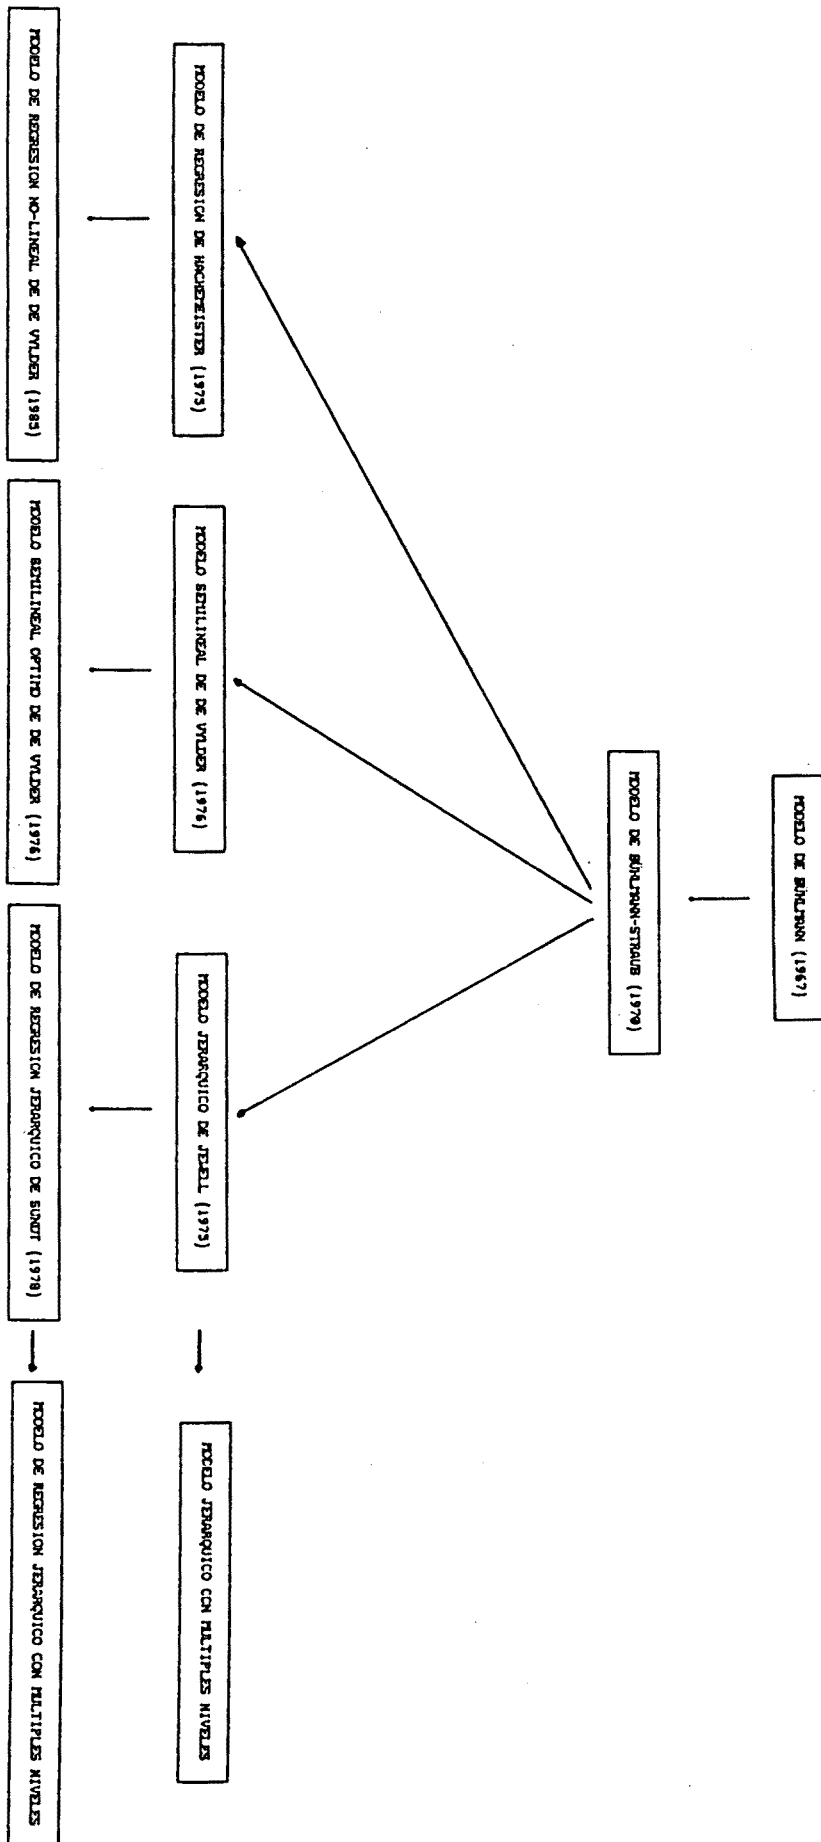 MODELO DE BÜHLMANN (1967)
MODELO DE BÜHLMANN-STRAUB (1970)
MODELO DE REGRESION DE HACHEMEISTER (1975)
MODELO SEMILINEAL DE DE VYLDER (1976)
MODELO JERARQUICO DE JEWELL (1975)
MODELO JERARQUICO CON MULTIPLES NIVELES
MODELO DE REGRESION NO-LINEAL DE DE VYLDER (1985)
MODELO SEMILINEAL OPTIMO DE DE VYLDER (1976)
MODELO DE REGRESION JERARQUICO DE SUNDT (1978)
MODELO DE REGRESION JERARQUICO CON MULTIPLES NIVELES